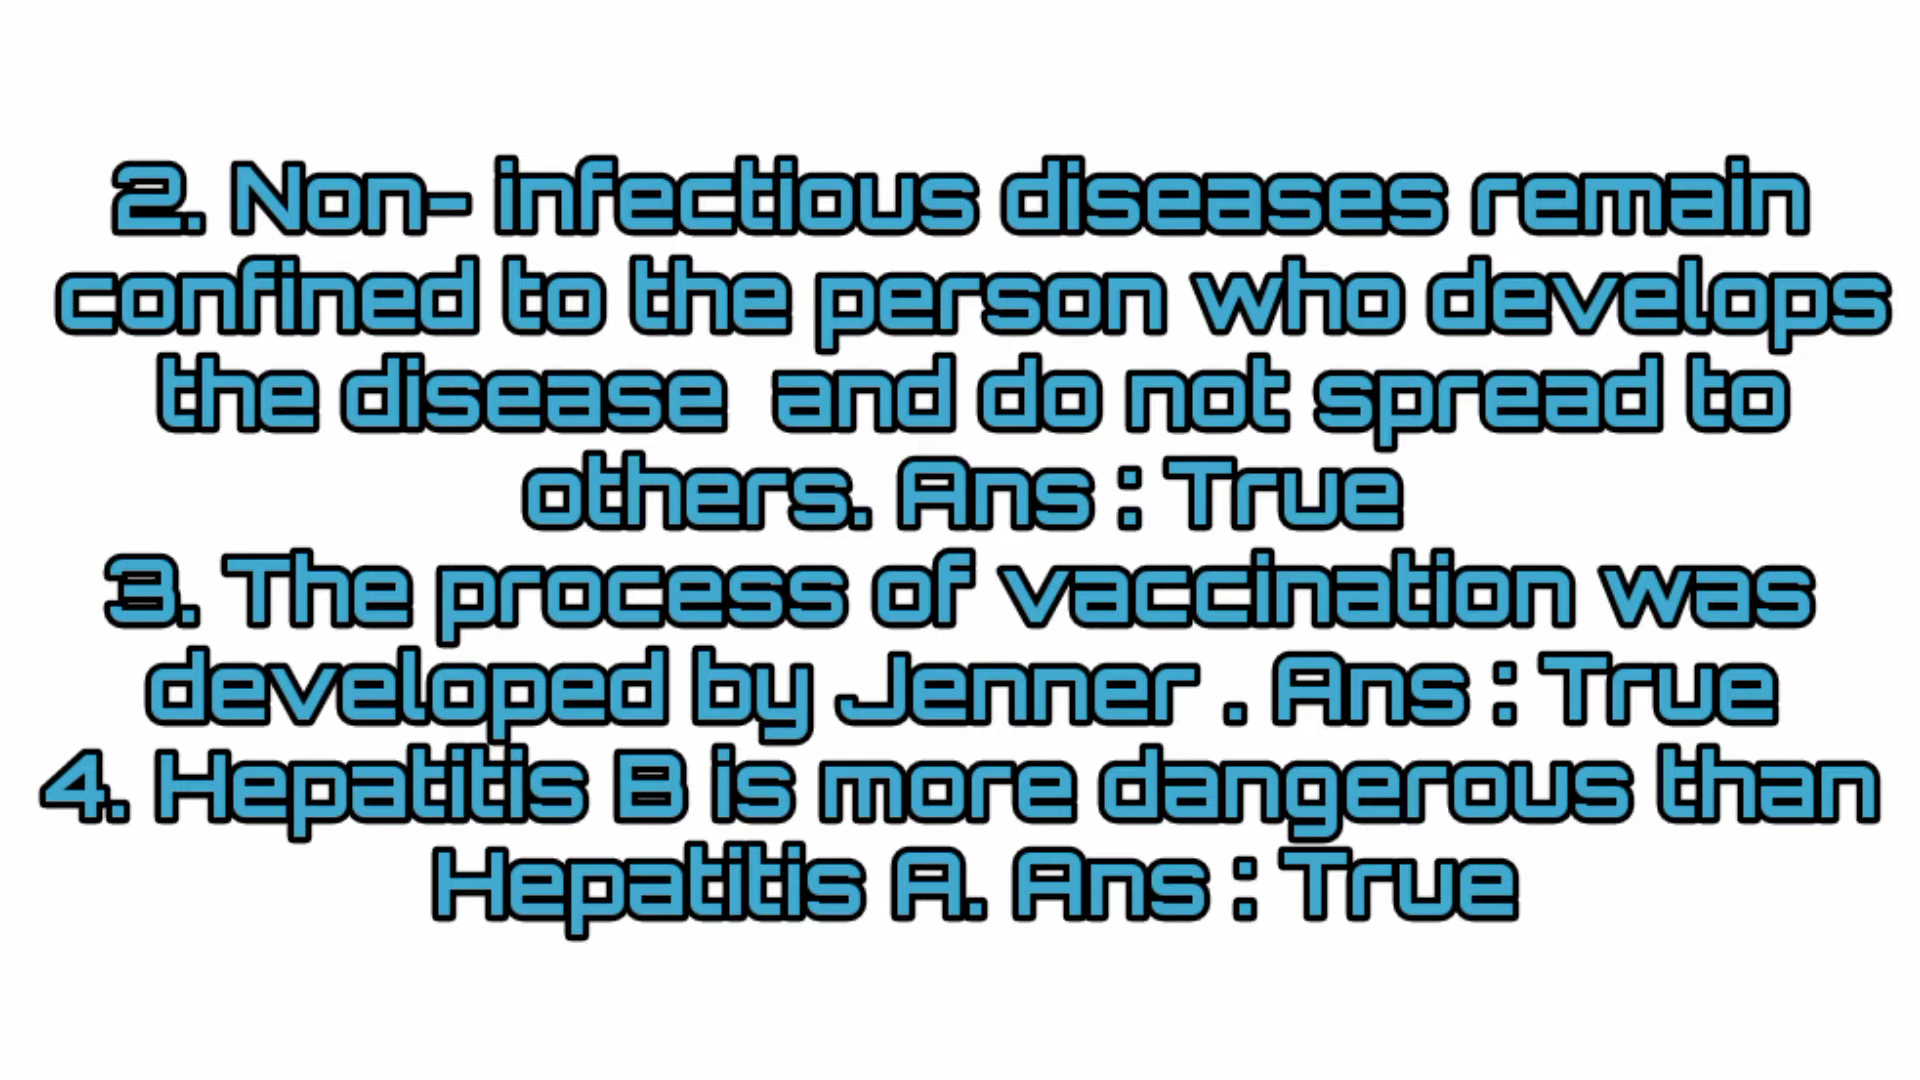 2. Non- infectious diseases remain
confined to the person who develops
the disease  and do not spread to
others. Ans : True
3. The process of vaccination was
developed by Jenner . Ans : True
4. Hepatitis B is more dangerous than
Hepatitis A. Ans : True